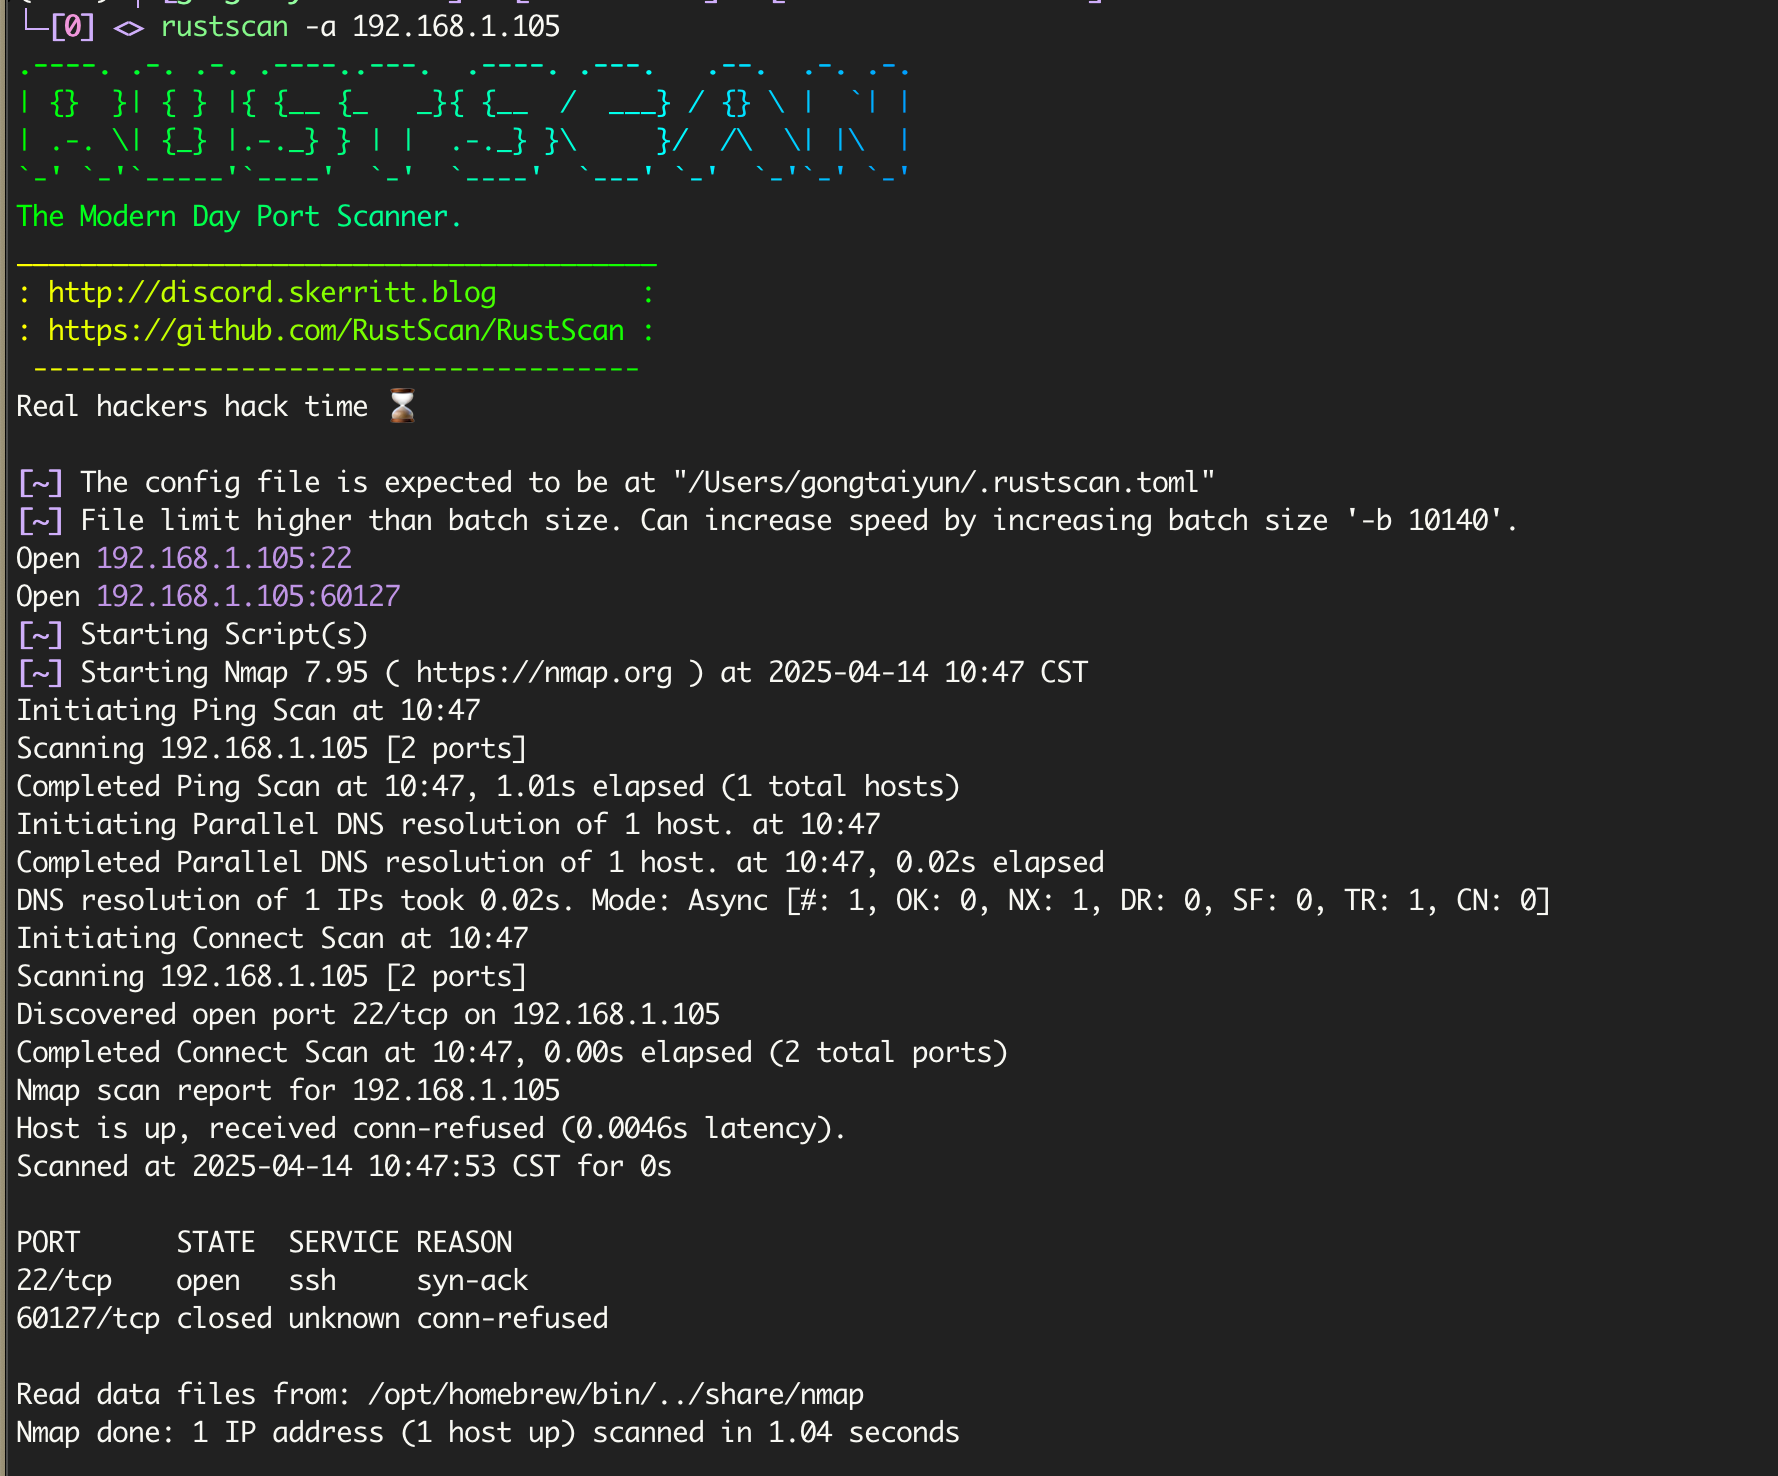 └─[0] <> rustscan -a 192.168.1.105
.----. .-. .-. .----..---.  .----. .---.   .--.  .-. .-.
| {}  }| { } |{ {__ {_   _}{ {__  /  ___} / {} \ |  `| |
| .-. \| {_} |.-._} } | |  .-._} }\     }/  /\  \| |\  |
`-' `-'`-----'`----'  `-'  `----'  `---' `-'  `-'`-' `-'
The Modern Day Port Scanner.
________________________________________
: http://discord.skerritt.blog         :
: https://github.com/RustScan/RustScan :
 --------------------------------------
Real hackers hack time ⌛

[~] The config file is expected to be at "/Users/gongtaiyun/.rustscan.toml"
[~] File limit higher than batch size. Can increase speed by increasing batch size '-b 10140'.
Open 192.168.1.105:22
Open 192.168.1.105:60127
[~] Starting Script(s)
[~] Starting Nmap 7.95 ( https://nmap.org ) at 2025-04-14 10:47 CST
Initiating Ping Scan at 10:47
Scanning 192.168.1.105 [2 ports]
Completed Ping Scan at 10:47, 1.01s elapsed (1 total hosts)
Initiating Parallel DNS resolution of 1 host. at 10:47
Completed Parallel DNS resolution of 1 host. at 10:47, 0.02s elapsed
DNS resolution of 1 IPs took 0.02s. Mode: Async [#: 1, OK: 0, NX: 1, DR: 0, SF: 0, TR: 1, CN: 0]
Initiating Connect Scan at 10:47
Scanning 192.168.1.105 [2 ports]
Discovered open port 22/tcp on 192.168.1.105
Completed Connect Scan at 10:47, 0.00s elapsed (2 total ports)
Nmap scan report for 192.168.1.105
Host is up, received conn-refused (0.0046s latency).
Scanned at 2025-04-14 10:47:53 CST for 0s

PORT      STATE  SERVICE REASON
22/tcp    open   ssh     syn-ack
60127/tcp closed unknown conn-refused

Read data files from: /opt/homebrew/bin/../share/nmap
Nmap done: 1 IP address (1 host up) scanned in 1.04 seconds